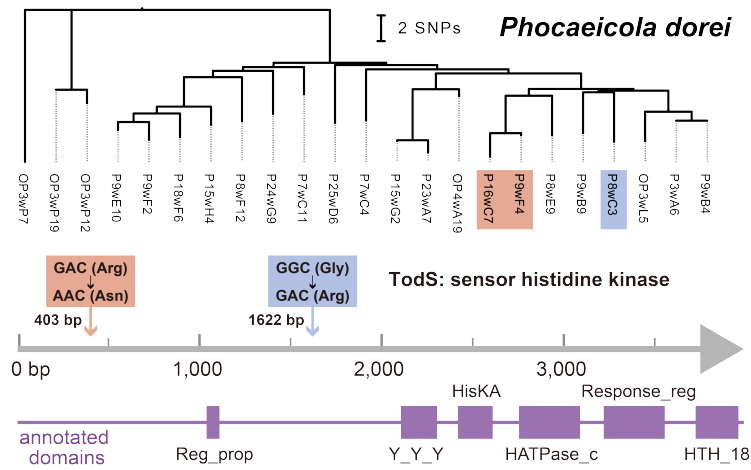 2 SNPs
Phocaeicola dorei
OP3wP7
OP3wP19
OP3wP12
P9wE10
P9wF2
P18wF6
P15wH4
P8wF12
P24wG9
P7wC11
P25wD6
P7wC4
P15wG2
P23wA7
OP4wA19
P16wC7
P9wF4
P8wE9
P9wB9
P8wC3
OP3wL5
P3wA6
P9wB4
GAC (Arg)
↓
AAC (Asn)
403 bp
GGC (Gly)
↓
GAC (Arg)
1622 bp
TodS: sensor histidine kinase
0 bp 1,000 2,000 3,000
HisKA Response_reg
annotated
domains
Reg_prop Y_Y_Y HATPase_c HTH_18